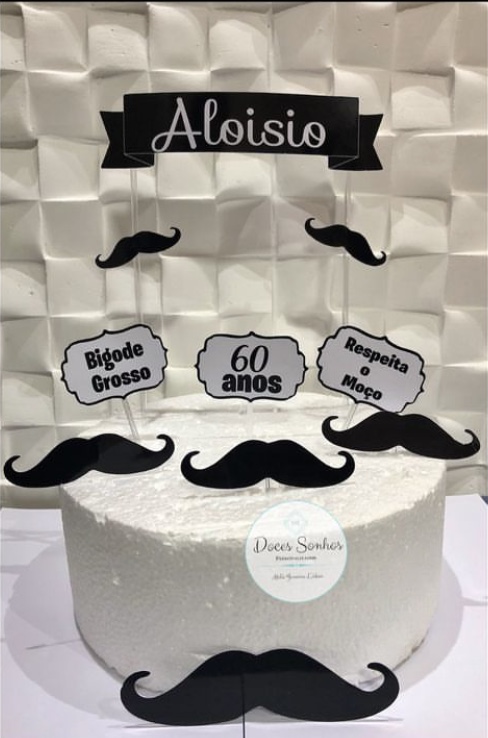 Aloisio
Bigode
Grosso
60
anos
Respeita
o
Moço
Doces Sonhos